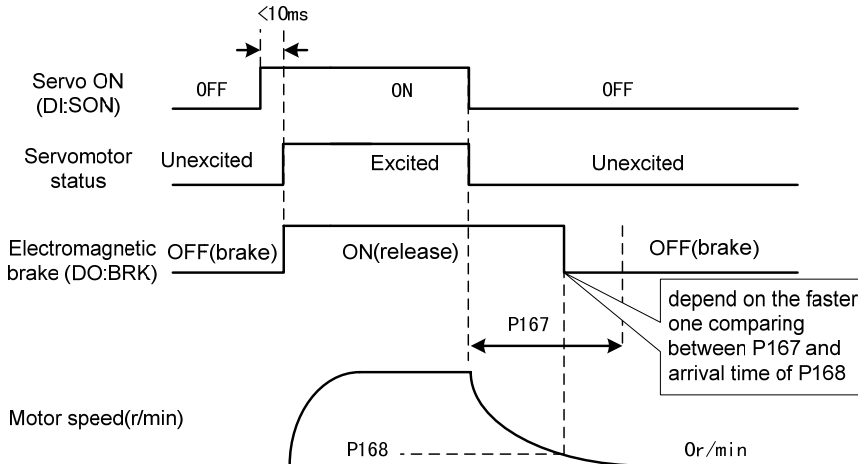 <10ms
Servo ON
(DI:SON)
OFF
ON
OFF
Servomotor
status
Unexcited
Excited
Unexcited
Electromagnetic
brake (DO:BRK)
OFF(brake)
ON(release)
OFF(brake)
P167
depend on the faster
one comparing
between P167 and
arrival time of P168
Motor speed(r/min)
P168
0r/min